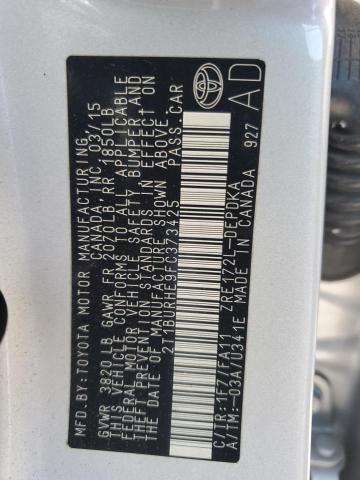 MFD.BY:TOYOTA MOTOR MANUFACTURING
CANADA, INC. 03/15
GVWR 3820 LB GAWR FR 2020LB RR 1850LB
THIS VEHICLE CONFORMS TO ALL APPLICABLE
FEDERAL MOTOR VEHICLE SAFETY, BUMPER, AND
THEFT PREVENTION STANDARDS IN EFFECT ON
THE DATE OF MANUFACTURE SHOWN ABOVE.
PASS.CAR
C/TR:1F7/FA11 ZRE172L-DEPDKA
A/TM:-03A/U341E MADE IN CANADA 927
AD